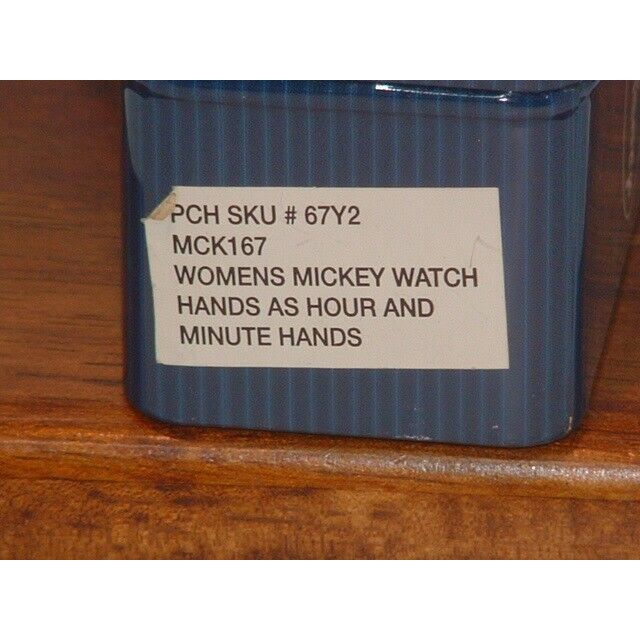 PCH SKU # 67Y2
MCK167
WOMENS MICKEY WATCH
HANDS AS HOUR AND
MINUTE HANDS